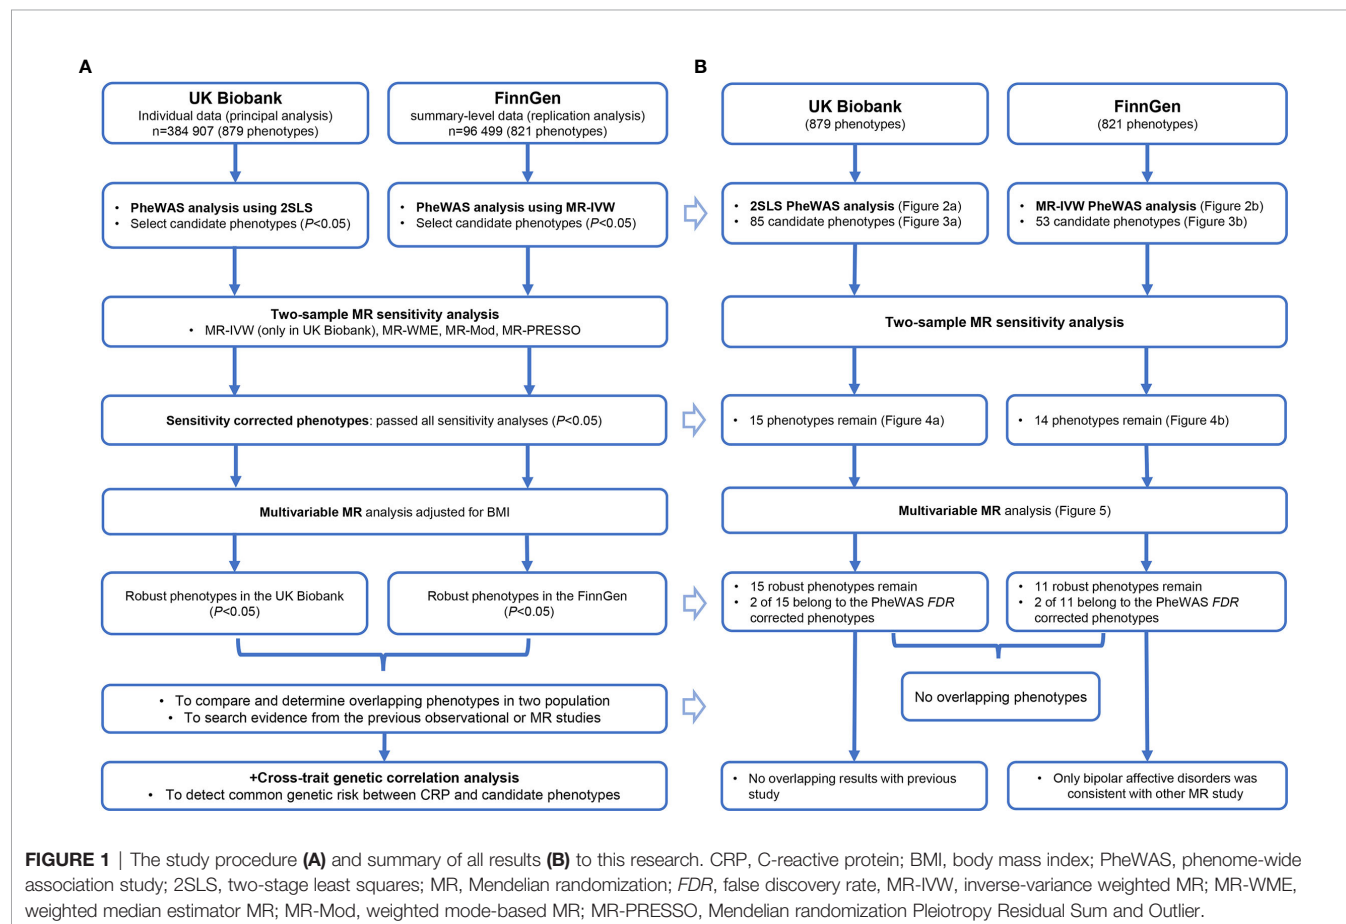 A
UK Biobank
Individual data (principal analysis)
n=384 907 (879 phenotypes)
FinnGen
summary-level data (replication analysis)
n=96 499 (821 phenotypes)
• PheWAS analysis using 2SLS
• Select candidate phenotypes (P<0.05)
• PheWAS analysis using MR-IVW
• Select candidate phenotypes (P<0.05)
Two-sample MR sensitivity analysis
• MR-IVW (only in UK Biobank), MR-WME, MR-Mod, MR-PRESSO
Sensitivity corrected phenotypes: passed all sensitivity analyses (P<0.05)
Multivariable MR analysis adjusted for BMI
Robust phenotypes in the UK Biobank
(P<0.05)
Robust phenotypes in the FinnGen
(P<0.05)
• To compare and determine overlapping phenotypes in two population
• To search evidence from the previous observational or MR studies
+Cross-trait genetic correlation analysis
• To detect common genetic risk between CRP and candidate phenotypes
B
UK Biobank
(879 phenotypes)
FinnGen
(821 phenotypes)
• 2SLS PheWAS analysis (Figure 2a)
• 85 candidate phenotypes (Figure 3a)
• MR-IVW PheWAS analysis (Figure 2b)
• 53 candidate phenotypes (Figure 3b)
Two-sample MR sensitivity analysis
• 15 phenotypes remain (Figure 4a)
• 14 phenotypes remain (Figure 4b)
Multivariable MR analysis (Figure 5)
• 15 robust phenotypes remain
• 2 of 15 belong to the PheWAS FDR
corrected phenotypes
• 11 robust phenotypes remain
• 2 of 11 belong to the PheWAS FDR
corrected phenotypes
No overlapping phenotypes
• No overlapping results with previous
study
• Only bipolar affective disorders was
consistent with other MR study
FIGURE 1 | The study procedure (A) and summary of all results (B) to this research. CRP, C-reactive protein; BMI, body mass index; PheWAS, phenome-wide
association study; 2SLS, two-stage least squares; MR, Mendelian randomization; FDR, false discovery rate, MR-IVW, inverse-variance weighted MR; MR-WME,
weighted median estimator MR; MR-Mod, weighted mode-based MR; MR-PRESSO, Mendelian randomization Pleiotropy Residual Sum and Outlier.